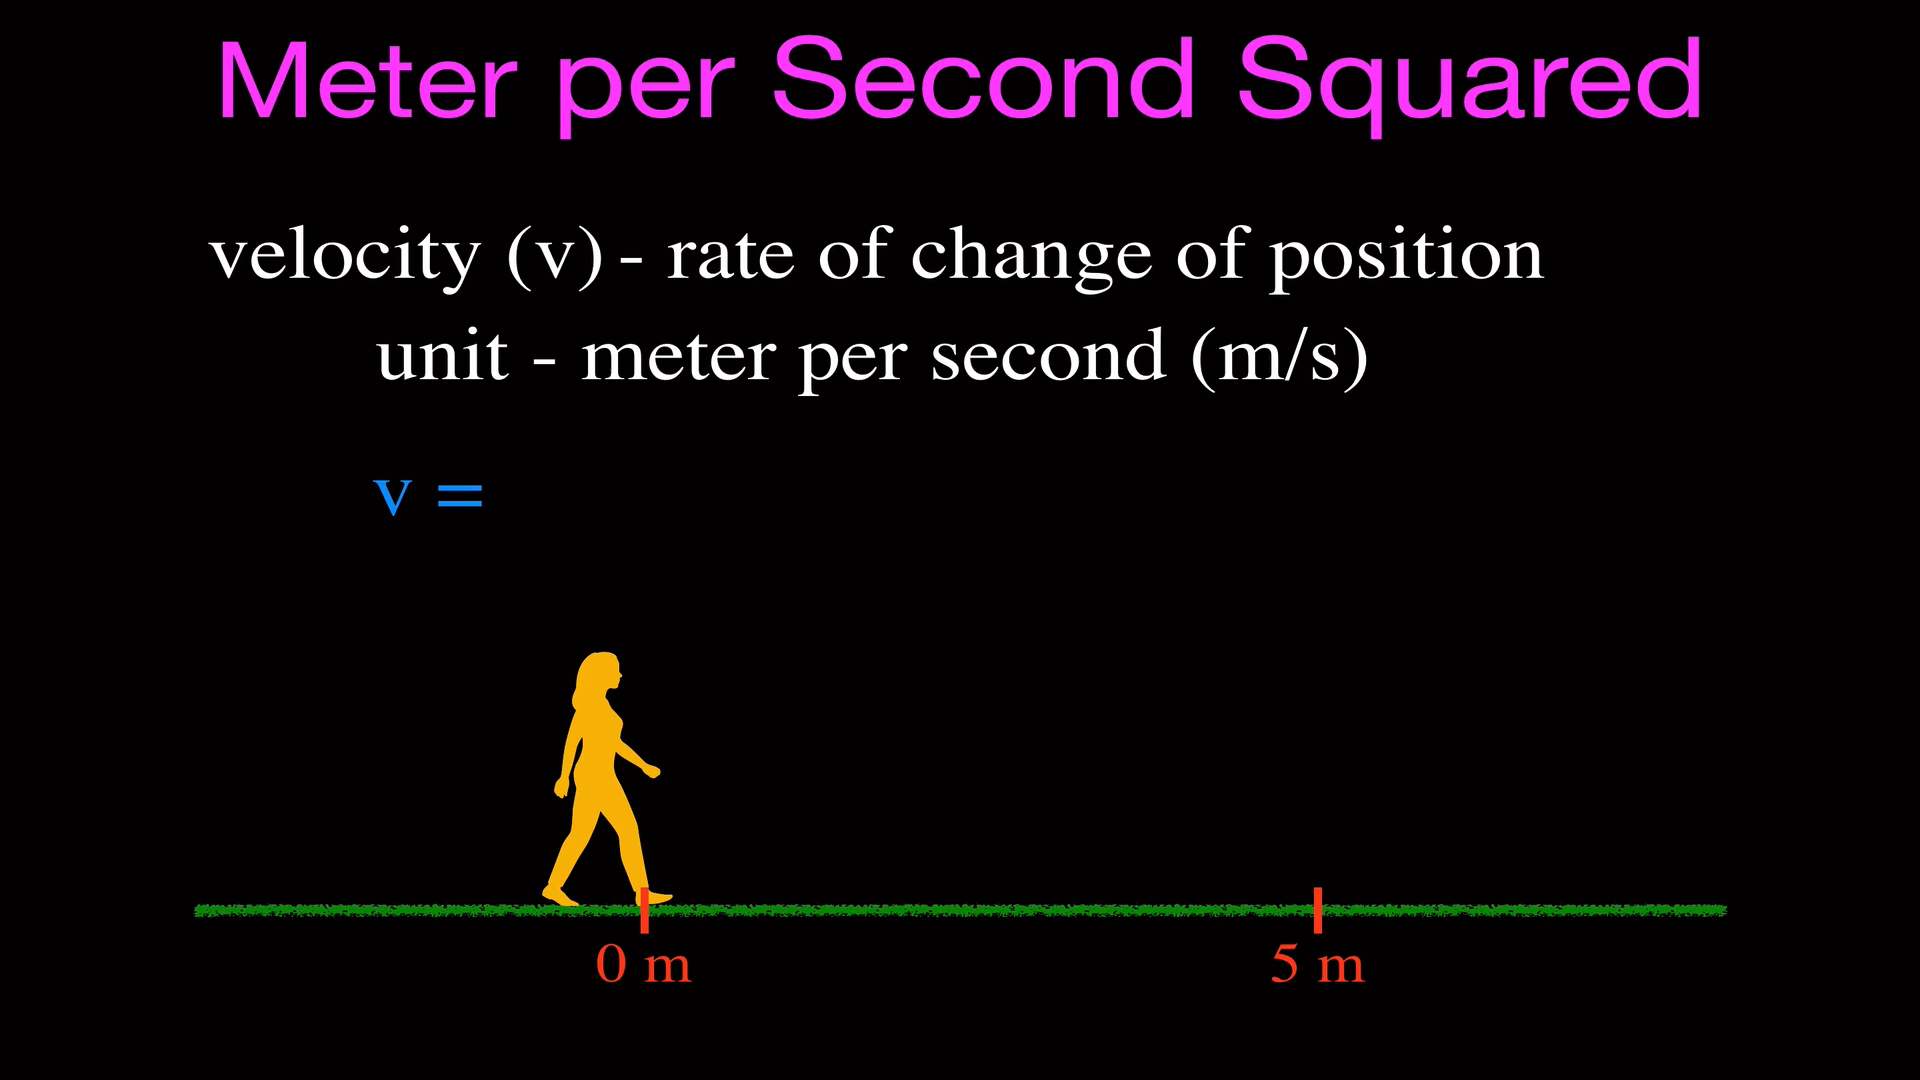 Meter per Second Squared
velocity (v) - rate of change of position
unit - meter per second (m/s)
v =
0 m
5 m